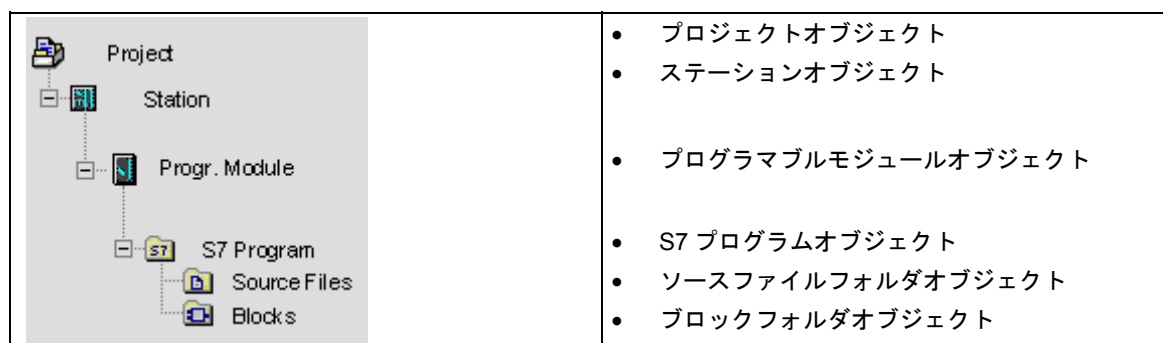 Project
Station
Progr. Module
S7 S7 Program
Source Files
Blocks
• プロジェクトオブジェクト
• ステーションオブジェクト
• プログラマブルモジュールオブジェクト
• S7 プログラムオブジェクト
• ソースファイルフォルダオブジェクト
• ブロックフォルダオブジェクト